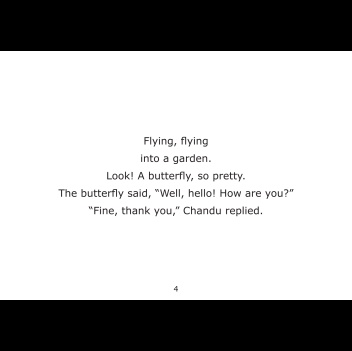 Flying, flying
into a garden.
Look! A butterfly, so pretty.
The butterfly said, “Well, hello! How are you?”
“Fine, thank you,” Chandu replied.
4